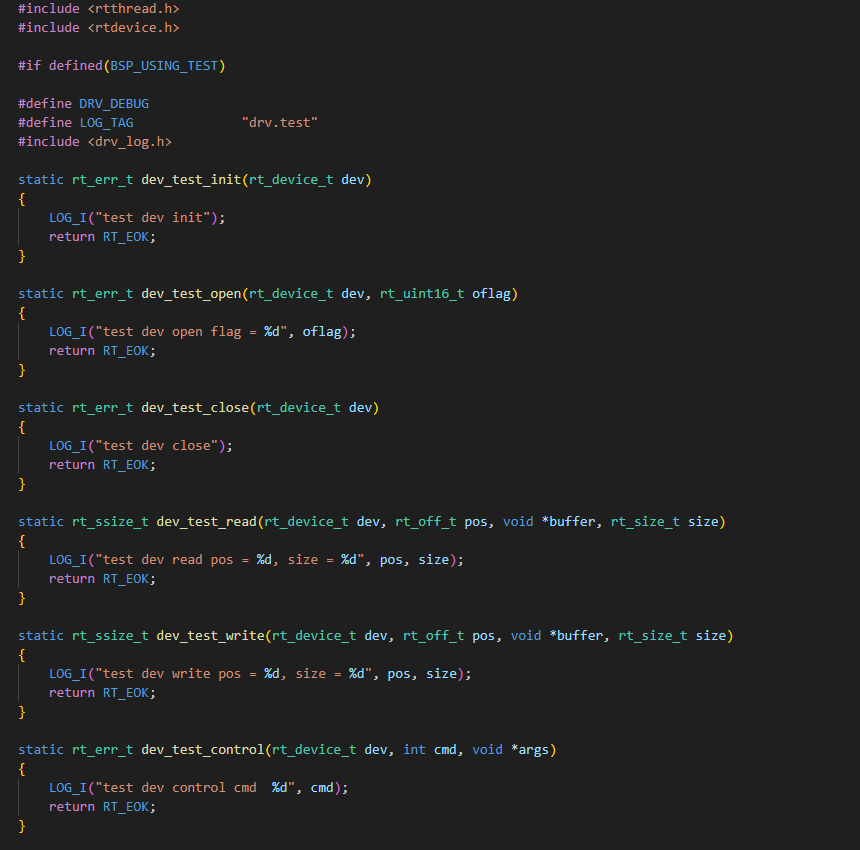 #include <rtthread.h>
#include <rtdevice.h>
#if defined(BSP_USING_TEST)
#define DRV_DEBUG
#define LOG_TAG              "drv.test"
#include <drv_log.h>
static rt_err_t dev_test_init(rt_device_t dev)
{
    LOG_I("test dev init");
    return RT_EOK;
}
static rt_err_t dev_test_open(rt_device_t dev, rt_uint16_t oflag)
{
    LOG_I("test dev open flag = %d", oflag);
    return RT_EOK;
}
static rt_err_t dev_test_close(rt_device_t dev)
{
    LOG_I("test dev close");
    return RT_EOK;
}
static rt_ssize_t dev_test_read(rt_device_t dev, rt_off_t pos, void *buffer, rt_size_t size)
{
    LOG_I("test dev read pos = %d, size = %d", pos, size);
    return RT_EOK;
}
static rt_ssize_t dev_test_write(rt_device_t dev, rt_off_t pos, void *buffer, rt_size_t size)
{
    LOG_I("test dev write pos = %d, size = %d", pos, size);
    return RT_EOK;
}
static rt_err_t dev_test_control(rt_device_t dev, int cmd, void *args)
{
    LOG_I("test dev control cmd  %d", cmd);
    return RT_EOK;
}